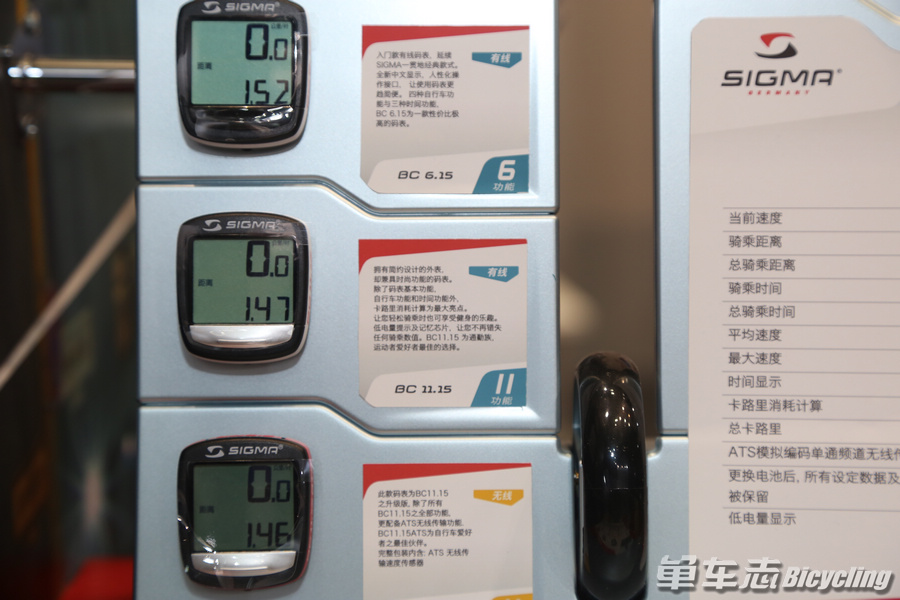 SIGMA
0.0
距离
1.52
入门款有线码表，延续
SIGMA一贯地经典款式。
全新中文显示，人性化操
作接口，让使用码表更
趋简便。四种自行车功
能与三种时间功能，
BC 6.15为一款性价比极
高的码表。
有线
BC 6.15
6
功能
SIGMA
0.0
距离
1.47
拥有简约设计的外表，
却兼具时尚功能的码表。
除了码表基本功能，
自行车功能和时间功能外，
卡路里消耗计算为最大亮点。
让您轻松骑乘时也可享受健身的乐趣。
低电量提示及记忆芯片，让您不再错失
任何骑乘数值。BC11.15 为通勤族，
运动者爱好者最佳的选择。
有线
BC 11.15
11
功能
SIGMA
0.0
距离
1.46
此款码表为BC11.15
之升级版，除了所有
BC11.15之全部功能，
更配备ATS无线传输功能，
BC11.15ATS为自行车爱好
者之最佳伙伴。
完整包装内含: ATS 无线传
输速度传感器
无线
SIGMA
GERMANY
当前速度
骑乘距离
总骑乘距离
骑乘时间
总骑乘时间
平均速度
最大速度
时间显示
卡路里消耗计算
总卡路里
ATS模拟编码单通频道无线传
更换电池后，所有设定数据及
被保留
低电量显示
单车志 Bicycling